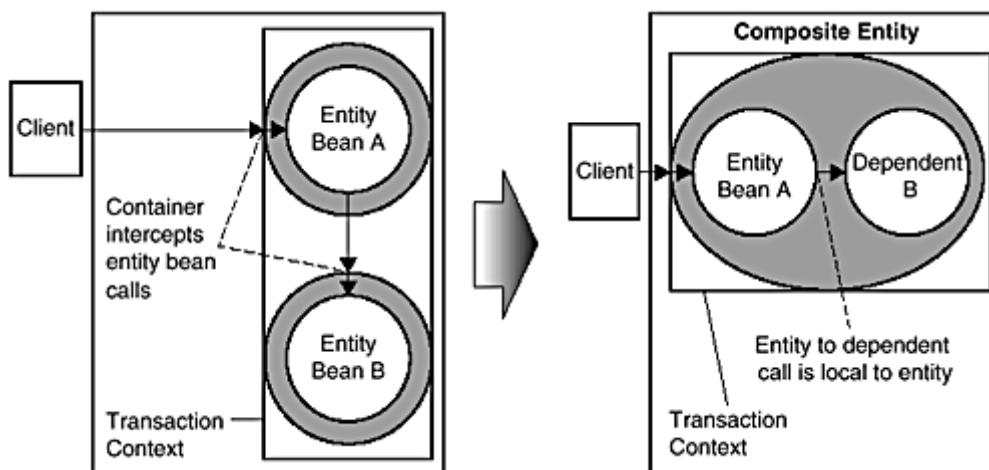 Client
Entity
Bean A
Container
intercepts
entity bean
calls
Entity
Bean B
Transaction
Context
Composite Entity
Client
Entity
Bean A
Dependent
B
Entity to dependent
call is local to entity
Transaction
Context